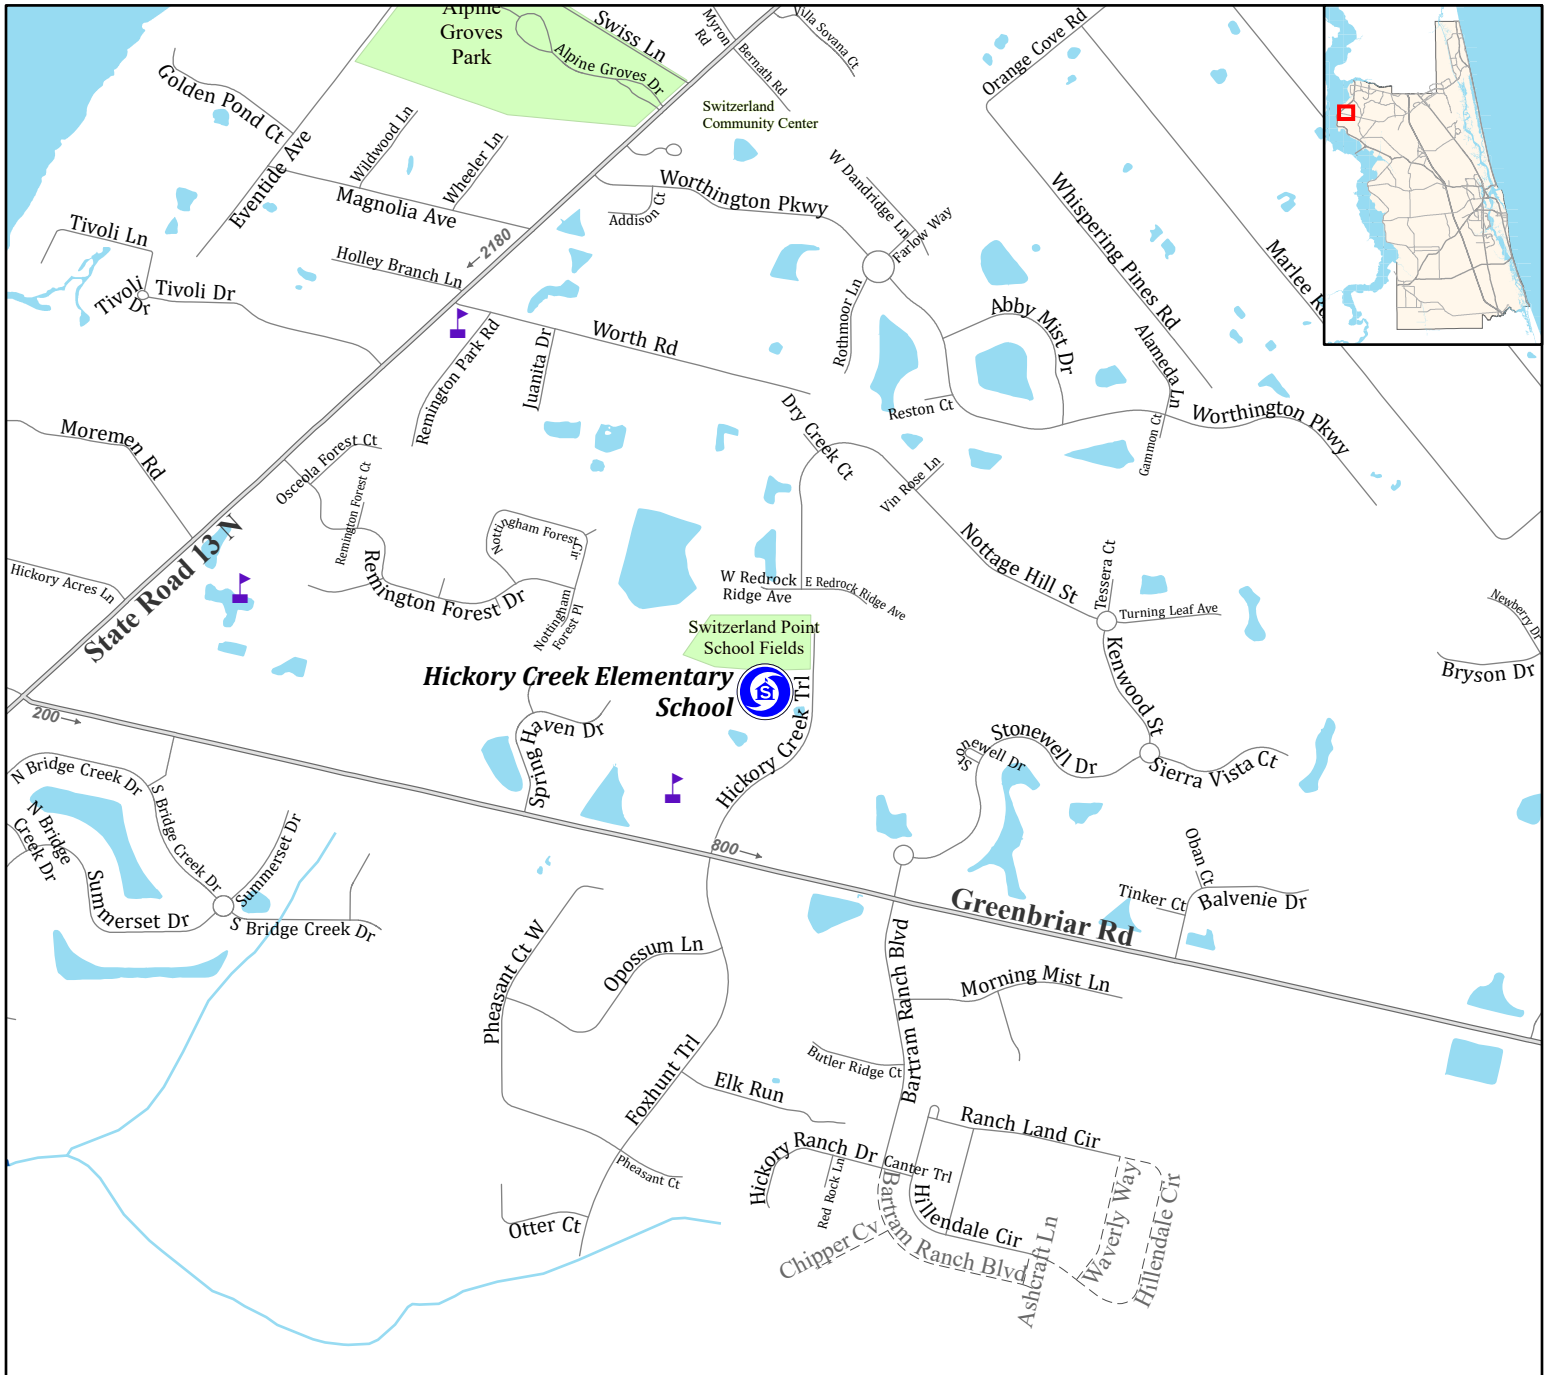 Alpine
Groves
Park
Swiss Ln
Alpine Groves Dr
Myron
Rd
Bernath Rd
Villa Sovana Ct
Orange Cove Rd
Golden Pond Ct
Eventide Ave
Wildwood Ln
Wheeler Ln
Magnolia Ave
Switzerland
Community Center
Worthington Pkwy
Addison Ct
W Dandridge Ln
Farlow Way
Whispering Pines Rd
Marlee Rd
Tivoli Ln
Tivoli
Dr
Tivoli Dr
Holley Branch Ln
2180
Worth Rd
Remington Park Rd
Juanita Dr
Rothmoor Ln
Abby Mist Dr
Alameda Ln
Reston Ct
Gammon Ct
Worthington Pkwy
Dry Creek Ct
Vin Rose Ln
Moremen Rd
Osceola Forest Ct
Remington Forest Ct
Nottingham Forest
Cir
State Road 13 N
Hickory Acres Ln
Remington Forest Dr
Nottingham
Forest Pl
W Redrock
Ridge Ave
E Redrock Ridge Ave
Nottage Hill St
Tessera Ct
Turning Leaf Ave
Newberry Dr
Bryson Dr
Kenwood St
Switzerland Point
School Fields
Hickory Creek Elementary
School
S
Hickory Creek Trl
Spring Haven Dr
200
Stonewell Dr
Stonewell Dr
Sierra Vista Ct
N Bridge Creek Dr
S Bridge Creek Dr
N Bridge
Creek Dr
Summerset Dr
Summerset Dr
S Bridge Creek Dr
800
Greenbriar Rd
Oban Ct
Tinker Ct
Balvenie Dr
Pheasant Ct W
Opossum Ln
Bartram Ranch Blvd
Morning Mist Ln
Butler Ridge Ct
Foxhunt Trl
Elk Run
Ranch Land Cir
Hickory Ranch Dr
Canter Trl
Red Rock Ln
Pheasant Ct
Otter Ct
Hillendale Cir
Bartram Ranch Blvd
Chipper Cv
Ashcraft Ln
Waverly Way
Hillendale Cir